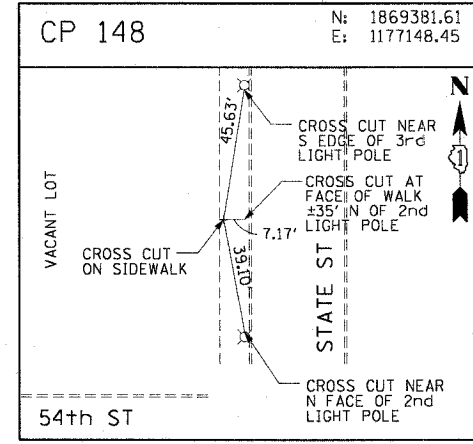 CP 148
N: 1869381.61
E: 1177148.45
N
1
45.63'
CROSS CUT NEAR
S EDGE OF 3rd
LIGHT POLE
CROSS CUT AT
FACE OF WALK
±35' N OF 2nd
LIGHT POLE
VACANT LOT
7.17'
CROSS CUT
ON SIDEWALK
39.10'
STATE ST
CROSS CUT NEAR
N FACE OF 2nd
LIGHT POLE
54th ST